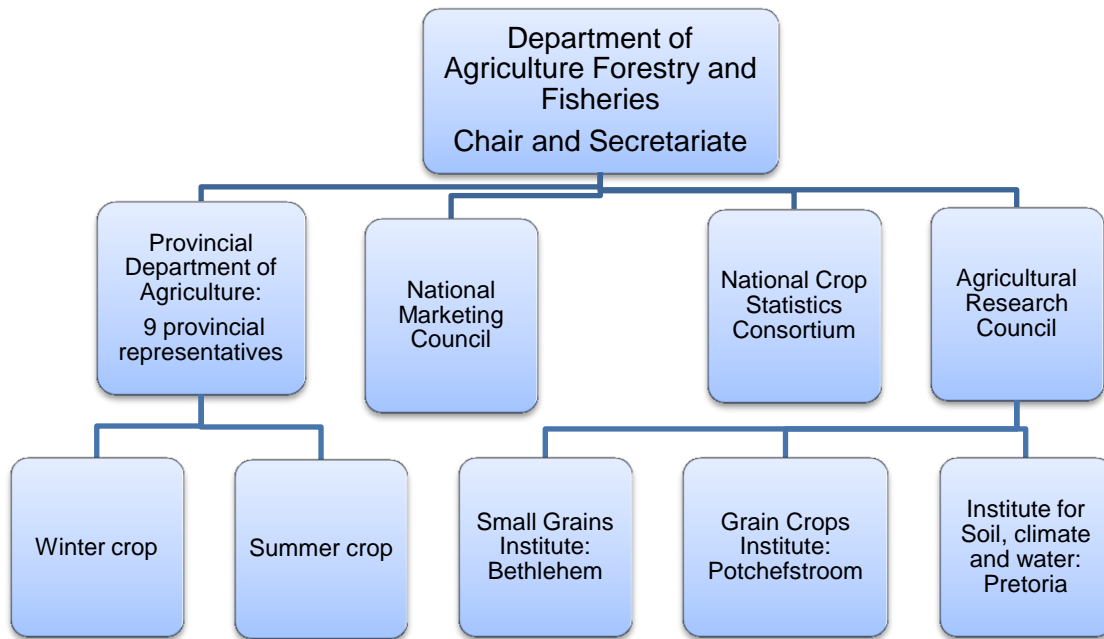 Department of
Agriculture Forestry and
Fisheries
Chair and Secretariate
Provincial
Department of
Agriculture:
9 provincial
representatives
National
Marketing
Council
National Crop
Statistics
Consortium
Agricultural
Research
Council
Winter crop
Summer crop
Small Grains
Institute:
Bethlehem
Grain Crops
Institute:
Potchefstroom
Institute for
Soil, climate
and water:
Pretoria